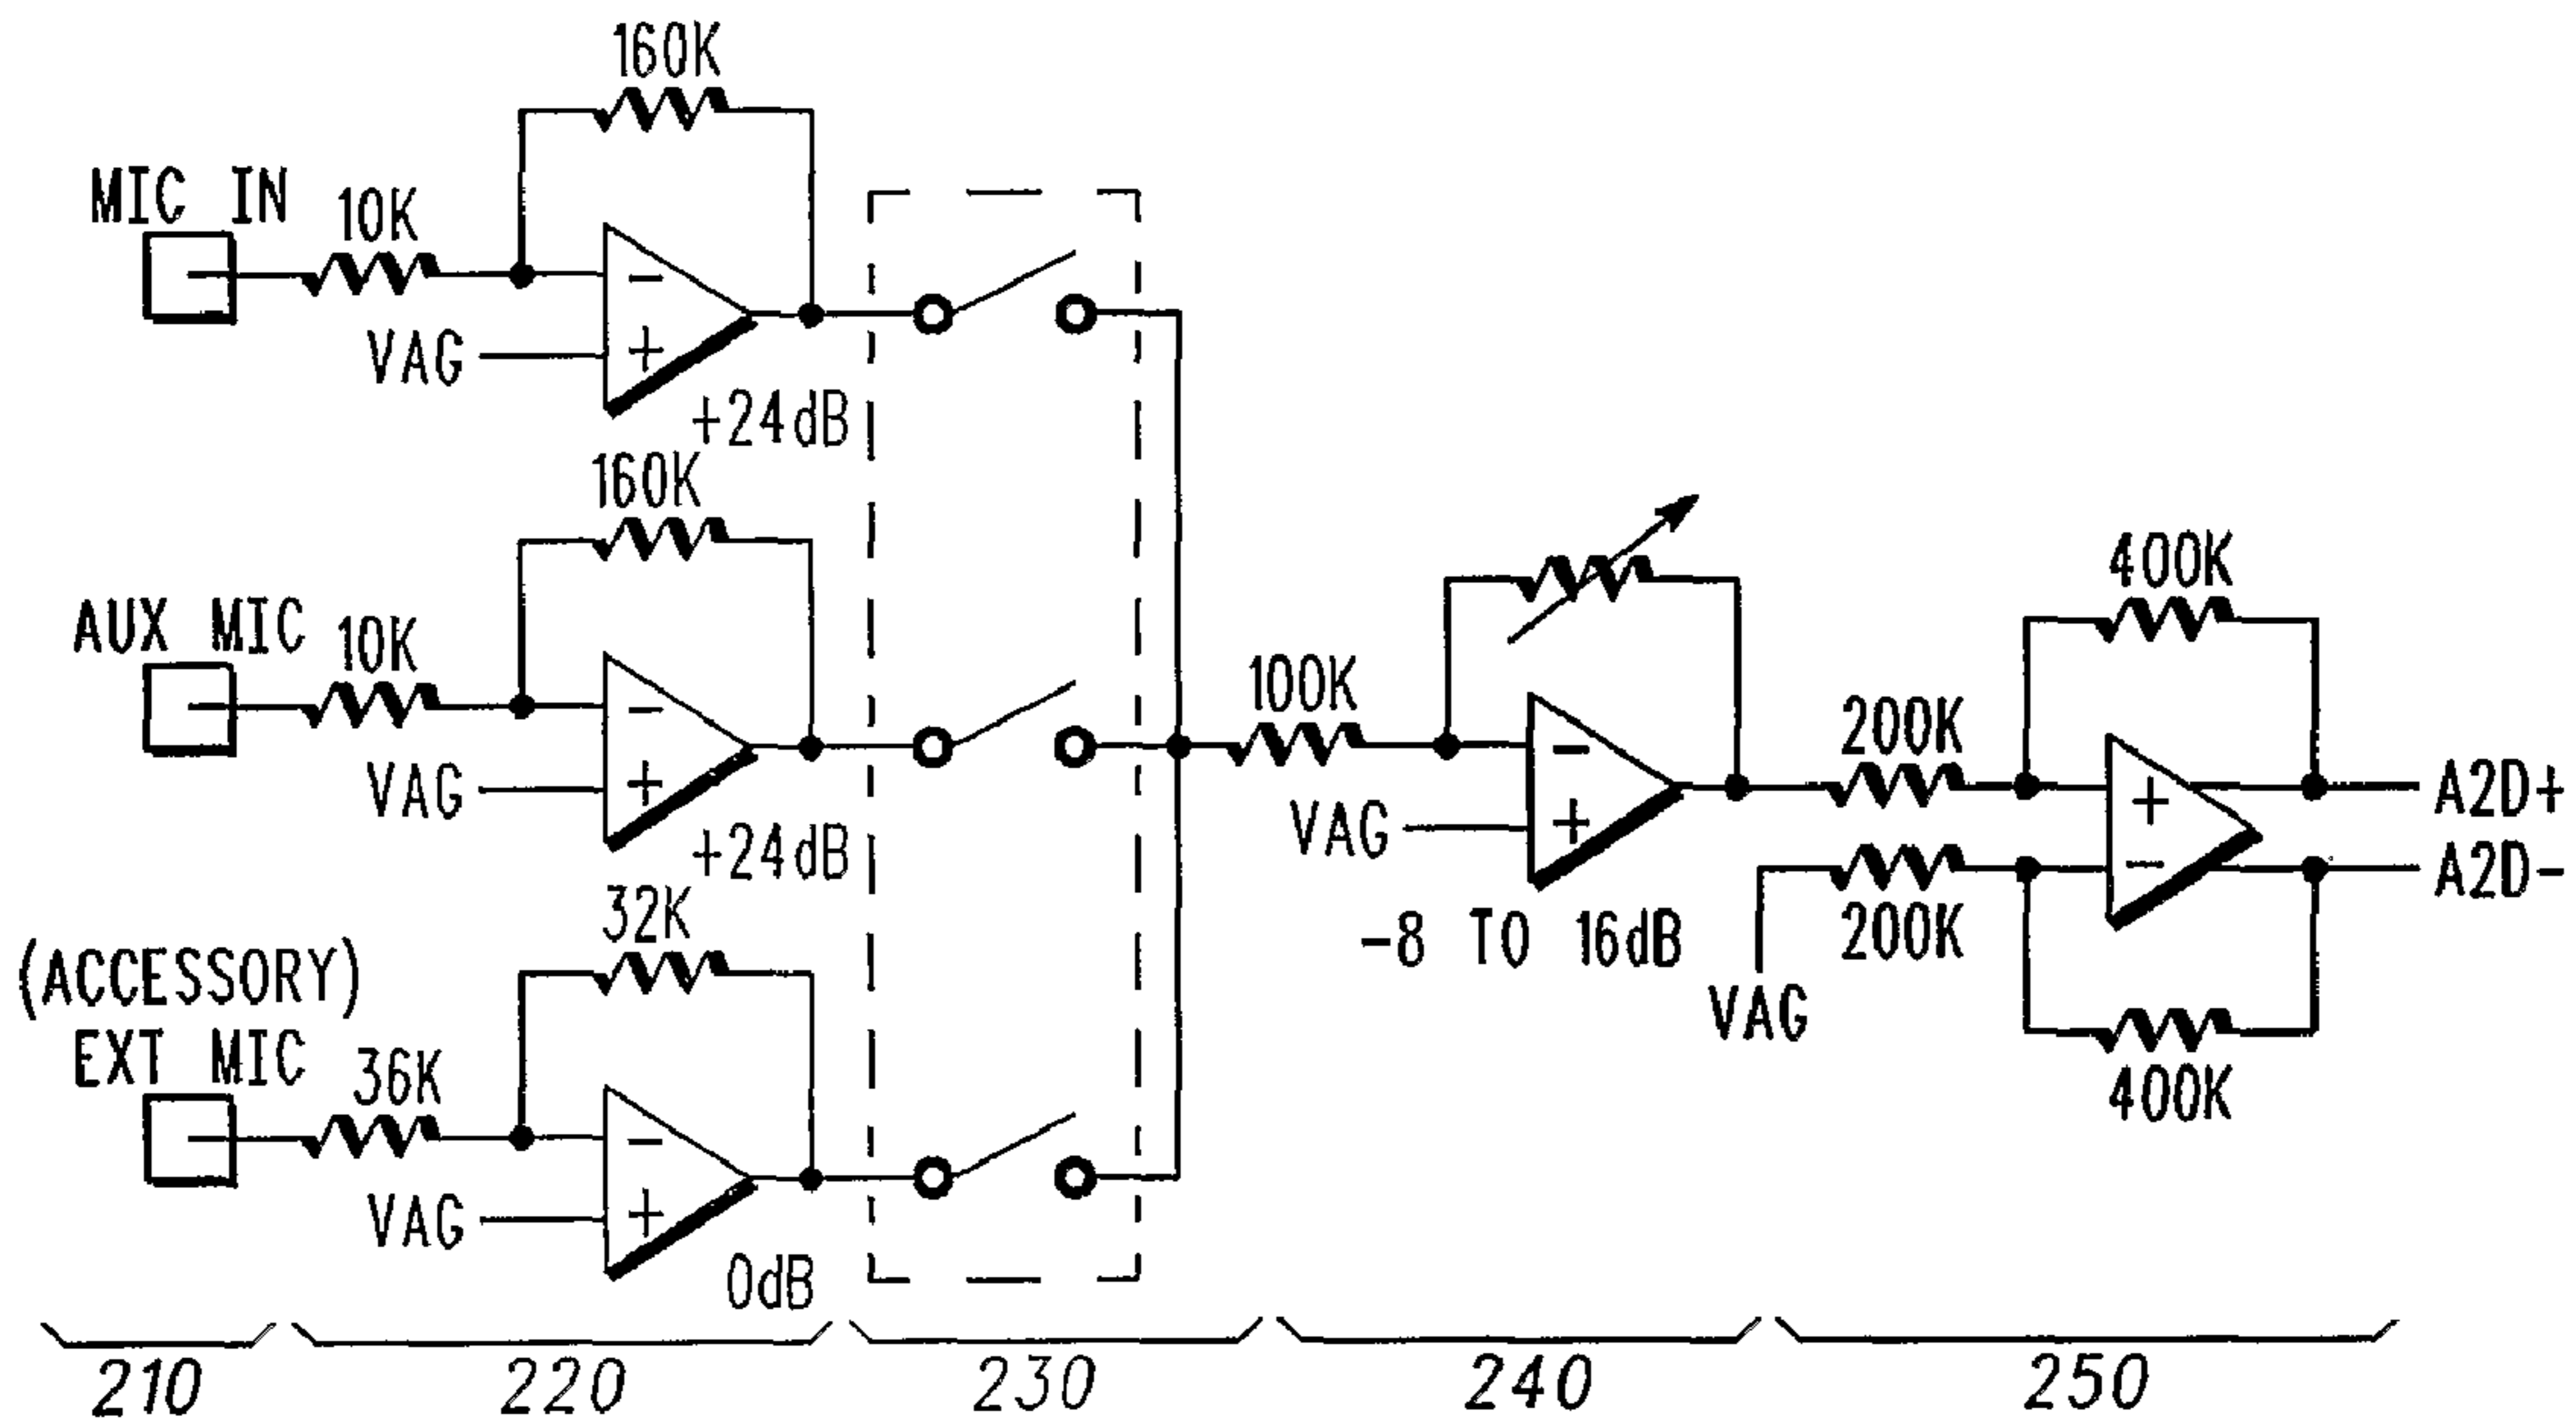 160K
MIC IN
10K
-
+
VAG
+24dB
160K
AUX MIC
10K
-
+
VAG
+24dB
32K
(ACCESSORY)
EXT MIC
36K
-
+
VAG
0dB
100K
-
+
VAG
-8 TO 16dB
400K
200K
+
-
200K
VAG
400K
A2D+
A2D-
210
220
230
240
250